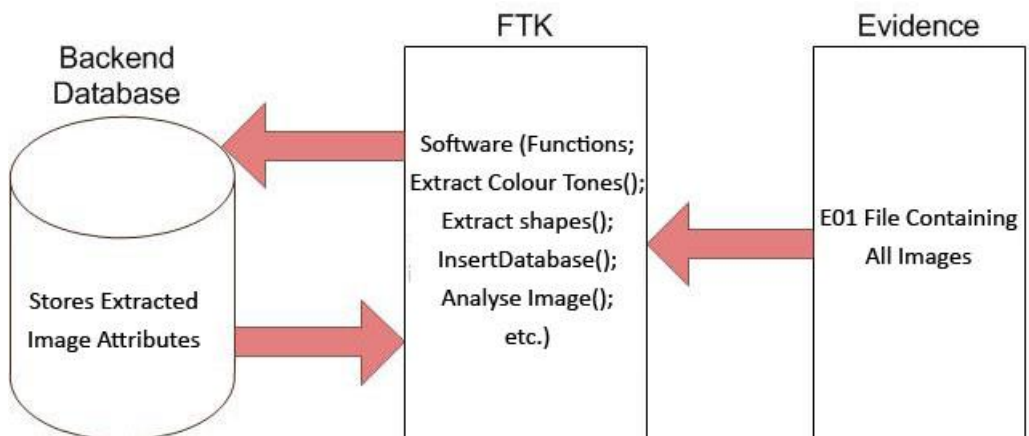 Backend
Database
Stores Extracted
Image Attributes
FTK
Software (Functions;
Extract Colour Tones();
Extract shapes();
InsertDatabase();
Analyse Image();
etc.)
Evidence
E01 File Containing
All Images